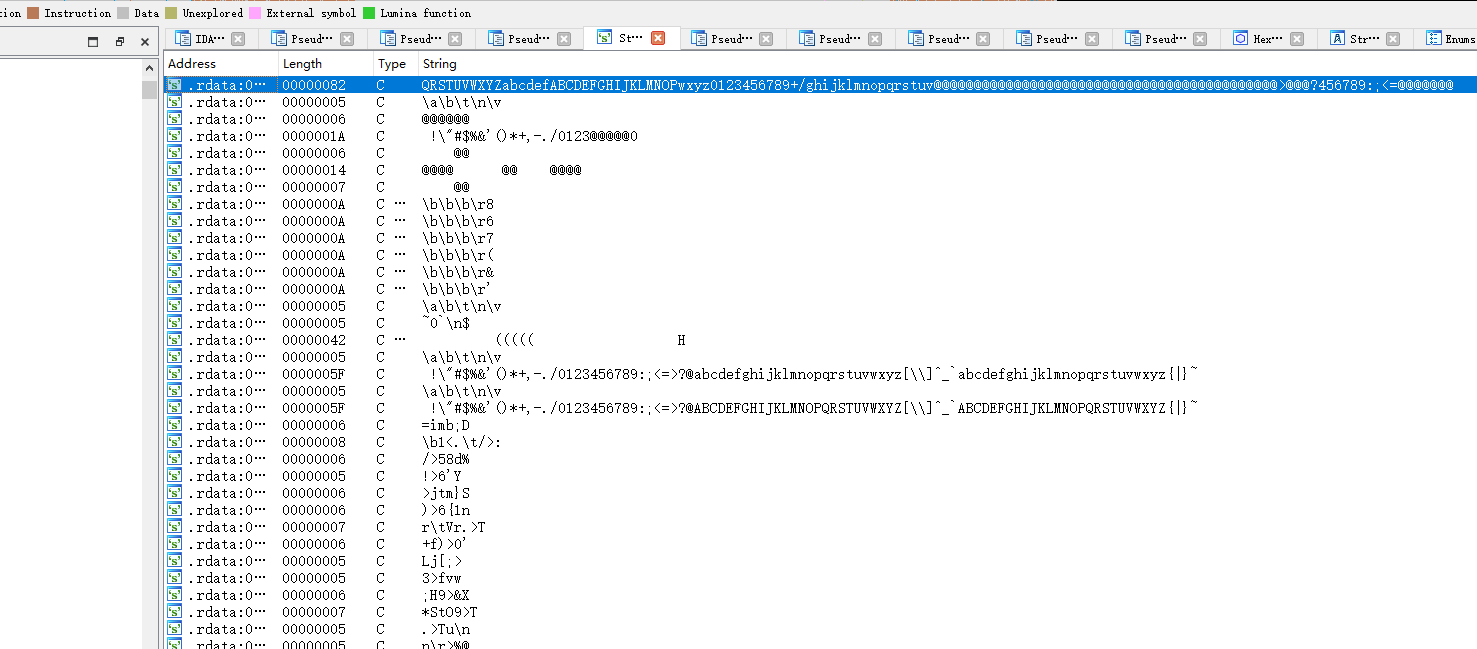 tion Instruction Data Unexplored External symbol Lumina function
IDA… Pseud… Pseud… Pseud… St… Pseud… Pseud… Pseud… Pseud… Pseud… Hex… Str… Enums
Address Length Type String
.rdata:0… 00000082 C QRSTUVWXYZabcdefABCDEFGHIJKLMNOPwxyz0123456789+/ghijklmnopqrstuv@@@@@@@@@@@@@@@@@@@@@@@@@@@@@@@@@@@@@@@@@@@>@@@?456789:;<=@@@@@@@
.rdata:0… 00000005 C \a\b\t\n\v
.rdata:0… 00000006 C @@@@@@
.rdata:0… 0000001A C  !\"#$%&'()*+,-./0123@@@@@0
.rdata:0… 00000006 C     @@
.rdata:0… 00000014 C @@@@      @@    @@@@
.rdata:0… 00000007 C     @@
.rdata:0… 0000000A C … \b\b\b\r8
.rdata:0… 0000000A C … \b\b\b\r6
.rdata:0… 0000000A C … \b\b\b\r7
.rdata:0… 0000000A C … \b\b\b\r(
.rdata:0… 0000000A C … \b\b\b\r&
.rdata:0… 0000000A C … \b\b\b\r'
.rdata:0… 00000005 C \a\b\t\n\v
.rdata:0… 00000005 C ~0`\n$
.rdata:0… 00000042 C …          (((((                  H
.rdata:0… 00000005 C \a\b\t\n\v
.rdata:0… 0000005F C  !\"#$%&'()*+,-./0123456789:;<=>?@abcdefghijklmnopqrstuvwxyz[\\]^_`abcdefghijklmnopqrstuvwxyz{|}~
.rdata:0… 00000005 C \a\b\t\n\v
.rdata:0… 0000005F C  !\"#$%&'()*+,-./0123456789:;<=>?@ABCDEFGHIJKLMNOPQRSTUVWXYZ[\\]^_`ABCDEFGHIJKLMNOPQRSTUVWXYZ{|}~
.rdata:0… 00000006 C =imb;D
.rdata:0… 00000008 C \b1<.\t/>:
.rdata:0… 00000006 C />58d%
.rdata:0… 00000005 C !>6'Y
.rdata:0… 00000006 C >jtm}S
.rdata:0… 00000006 C )>6{1n
.rdata:0… 00000007 C r\tVr.>T
.rdata:0… 00000006 C +f)>0'
.rdata:0… 00000005 C Lj[;>
.rdata:0… 00000005 C 3>fvw
.rdata:0… 00000006 C ;H9>&X
.rdata:0… 00000007 C *StO9>T
.rdata:0… 00000005 C .>Tu\n
.rdata:0… 00000005 C n\r>%@